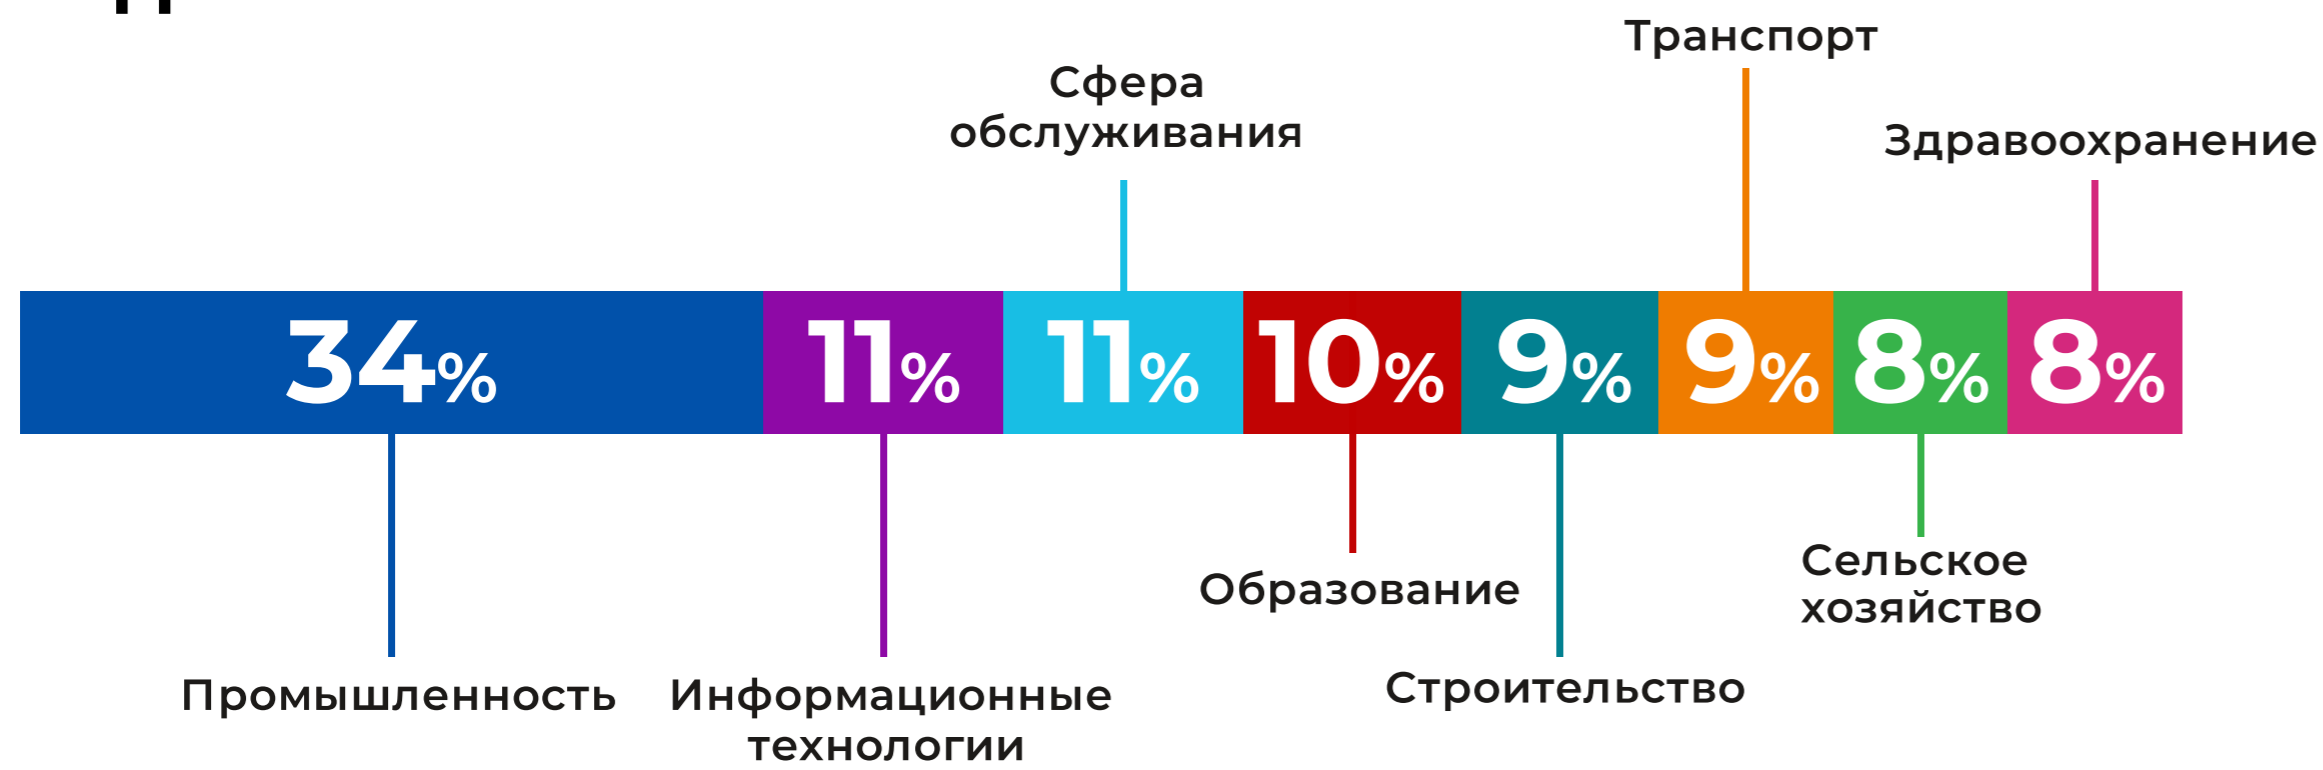 Транспорт
Сфера
обслуживания
Здравоохранение
34% 11% 11% 10% 9% 9% 8% 8%
Сельское
хозяйство
Образование
Строительство
Промышленность
Информационные
технологии